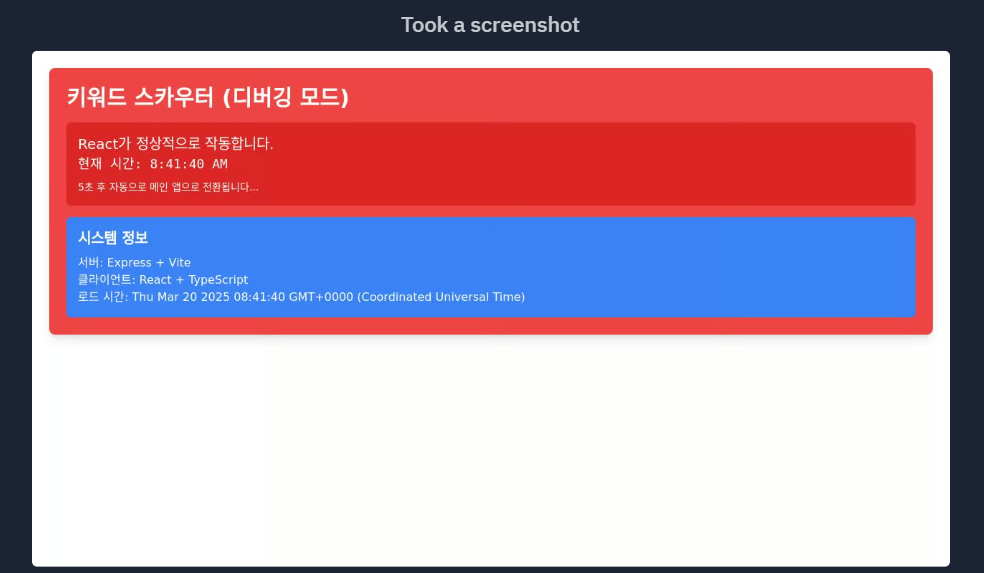 Took a screenshot
키워드 스카우터 (디버깅 모드)
React가 정상적으로 작동합니다.
현재 시간: 8:41:40 AM
5초 후 자동으로 메인 앱으로 전환됩니다...
시스템 정보
서버: Express + Vite
클라이언트: React + TypeScript
로드 시간: Thu Mar 20 2025 08:41:40 GMT+0000 (Coordinated Universal Time)